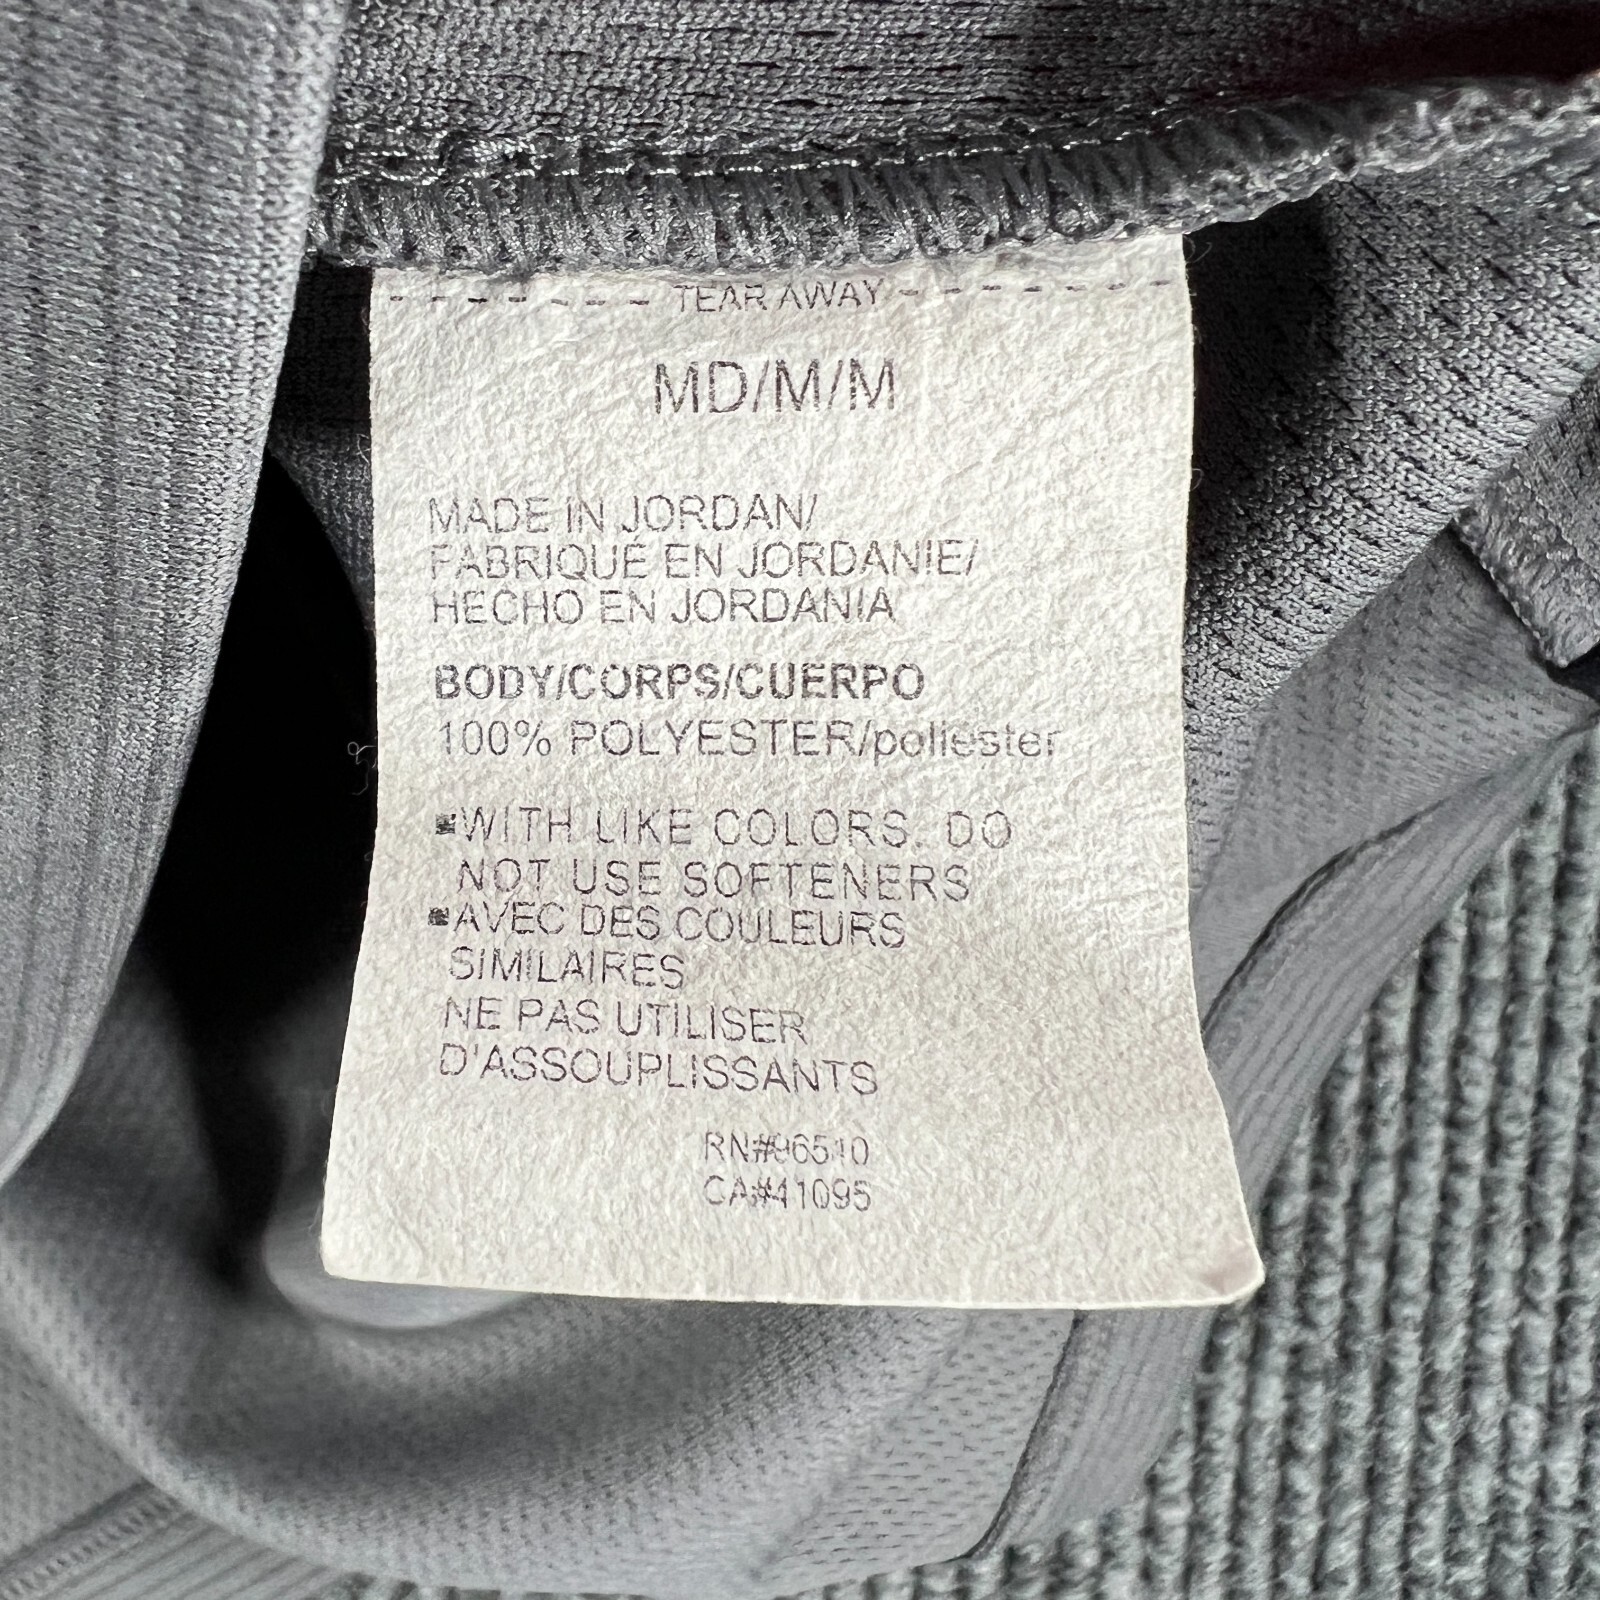 TEAR AWAY
MD/M/M
MADE IN JORDAN/
FABRIQUÉ EN JORDANIE/
HECHO EN JORDANIA
BODY/CORPS/CUERPO
100% POLYESTER/poliester
▪WITH LIKE COLORS. DO
NOT USE SOFTENERS
▪AVEC DES COULEURS
SIMILAIRES
NE PAS UTILISER
D'ASSOUPLISSANTS
RN#96510
CA#41095